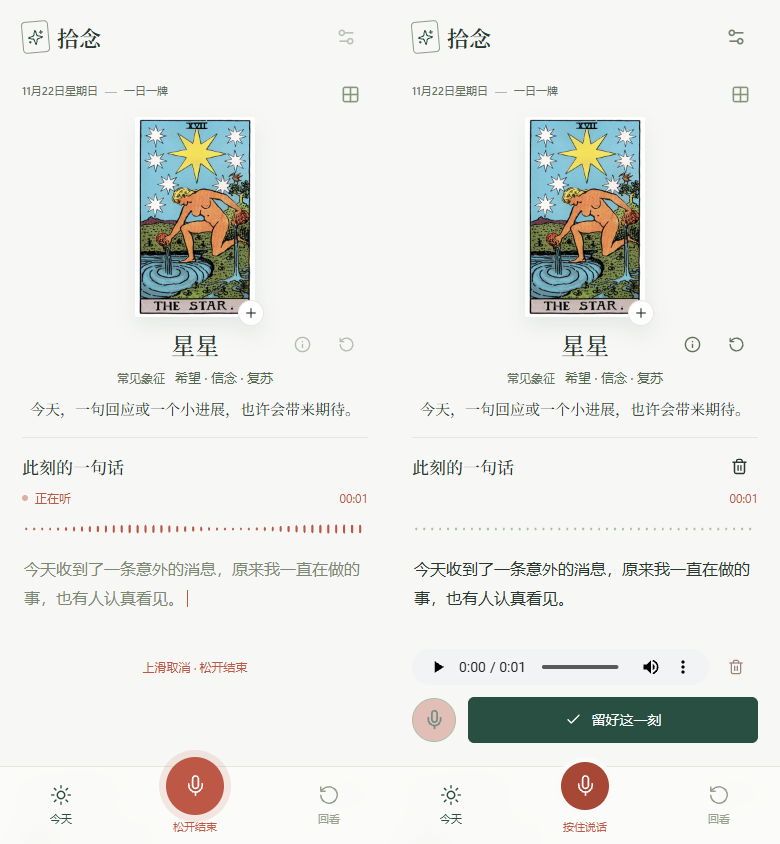 拾念
11月22日星期日 — 一日一牌
XVII
THE STAR.
星星
常见象征 希望 · 信念 · 复苏
今天，一句回应或一个小进展，也许会带来期待。
此刻的一句话
正在听 00:01
今天收到了一条意外的消息，原来我一直在做的
事，也有人认真看见。
上滑取消 · 松开结束
今天
松开结束
回看
拾念
11月22日星期日 — 一日一牌
XVII
THE STAR.
星星
常见象征 希望 · 信念 · 复苏
今天，一句回应或一个小进展，也许会带来期待。
此刻的一句话
00:01
今天收到了一条意外的消息，原来我一直在做的
事，也有人认真看见。
0:00 / 0:01
留好这一刻
今天
按住说话
回看